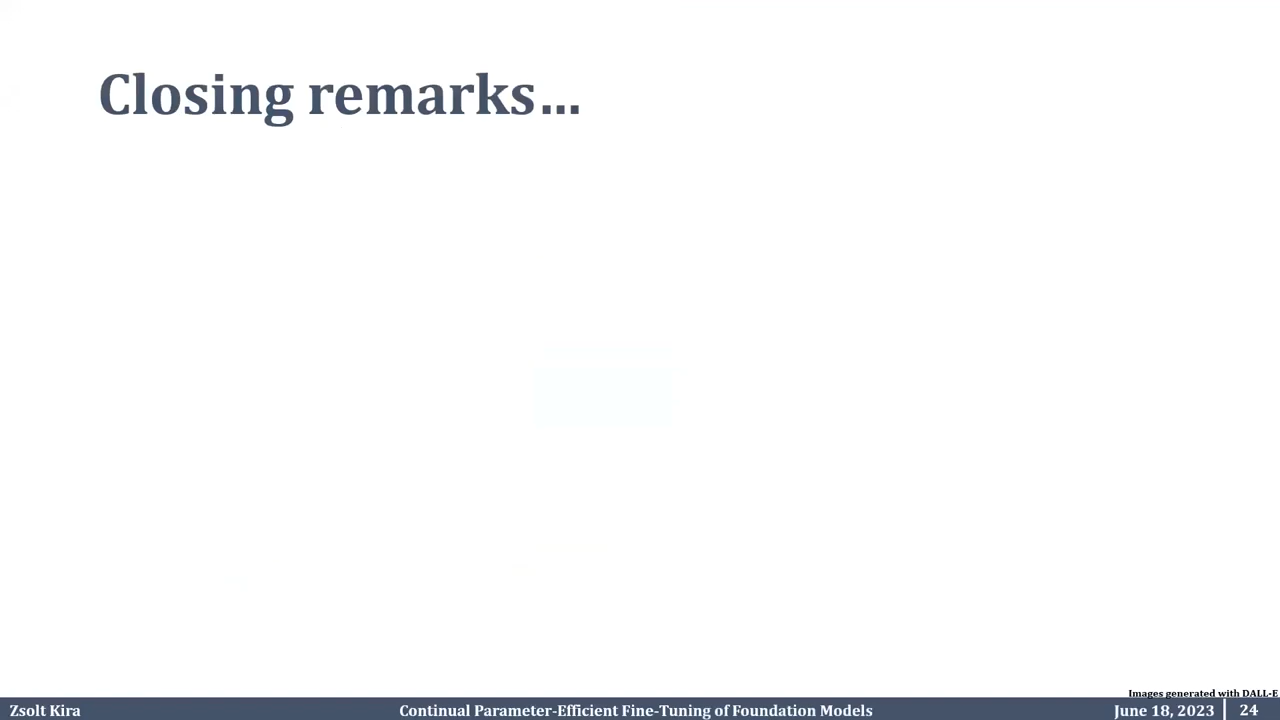 Closing remarks…
Images generated with DALL-E
Zsolt Kira
Continual Parameter-Efficient Fine-Tuning of Foundation Models
June 18, 2023
24